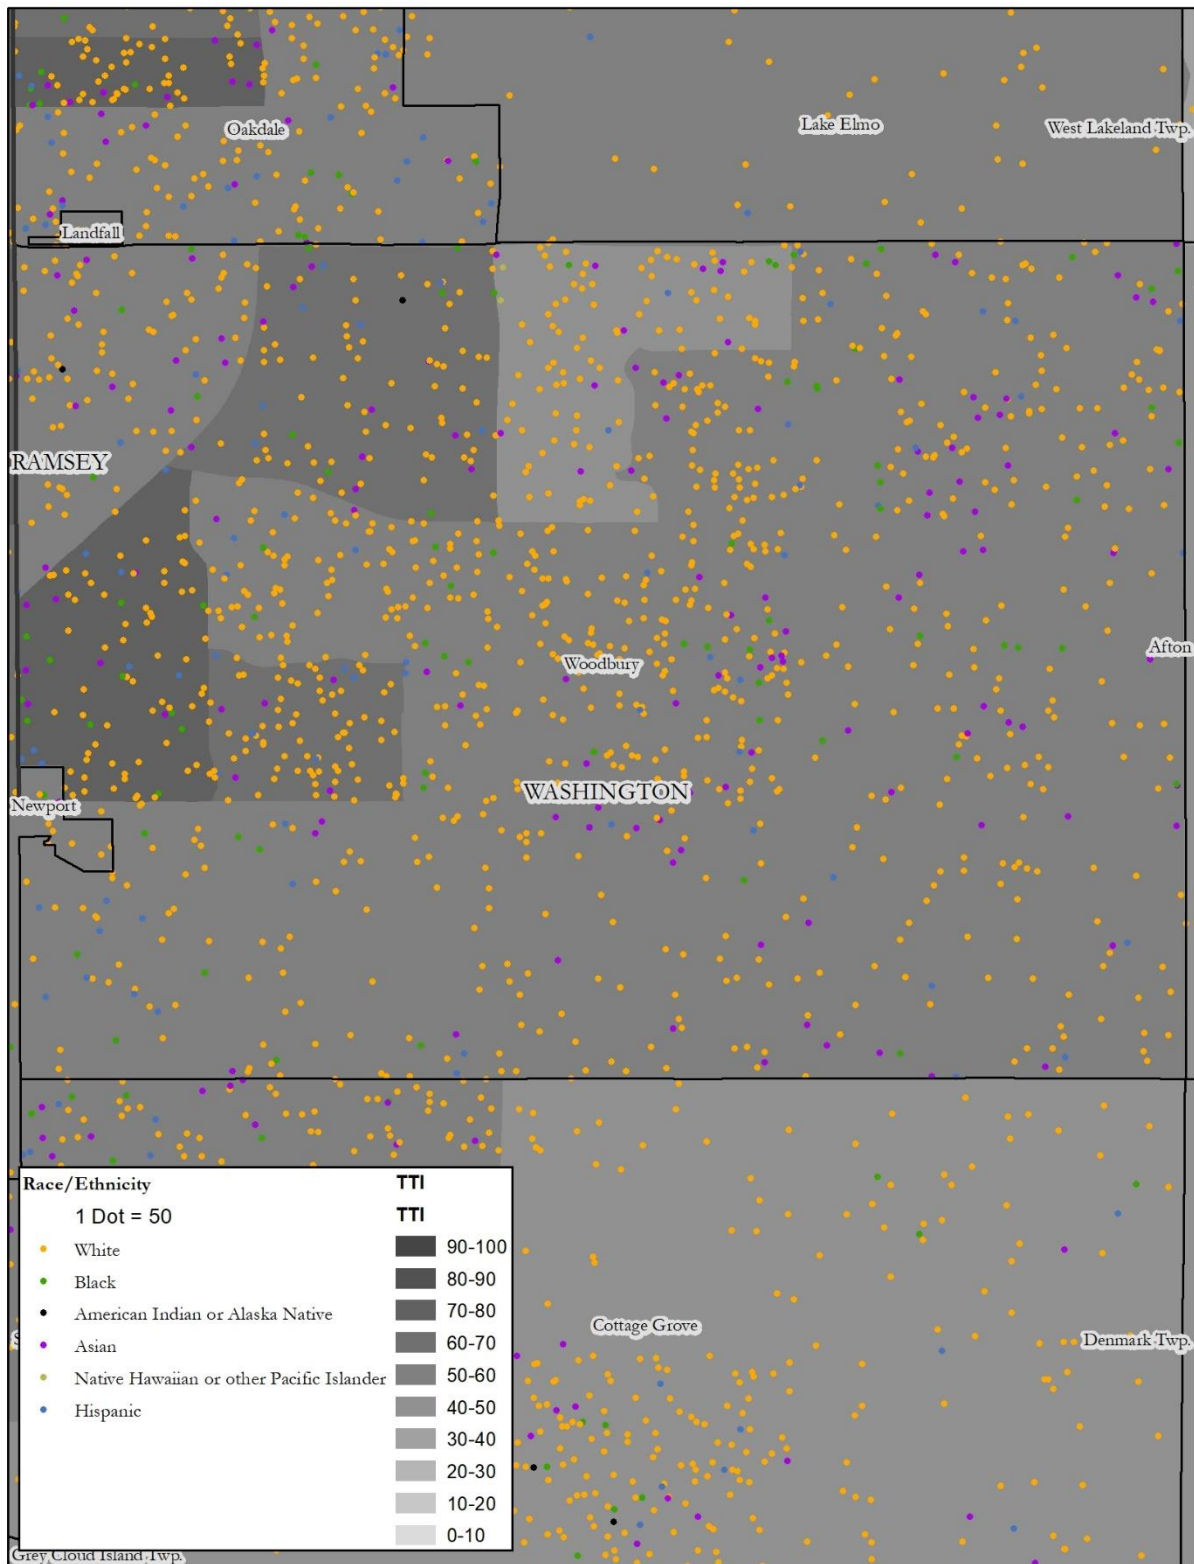 Oakdale
Lake Elmo
West Lakeland Twp.
Landfall
RAMSEY
Woodbury
Afton
WASHINGTON
Newport
Race/Ethnicity
1 Dot = 50
White
Black
American Indian or Alaska Native
Asian
Native Hawaiian or other Pacific Islander
Hispanic
TTI
TTI
90-100
80-90
70-80
60-70
50-60
40-50
30-40
20-30
10-20
0-10
Cottage Grove
Denmark Twp.
Grey Cloud Island Twp.